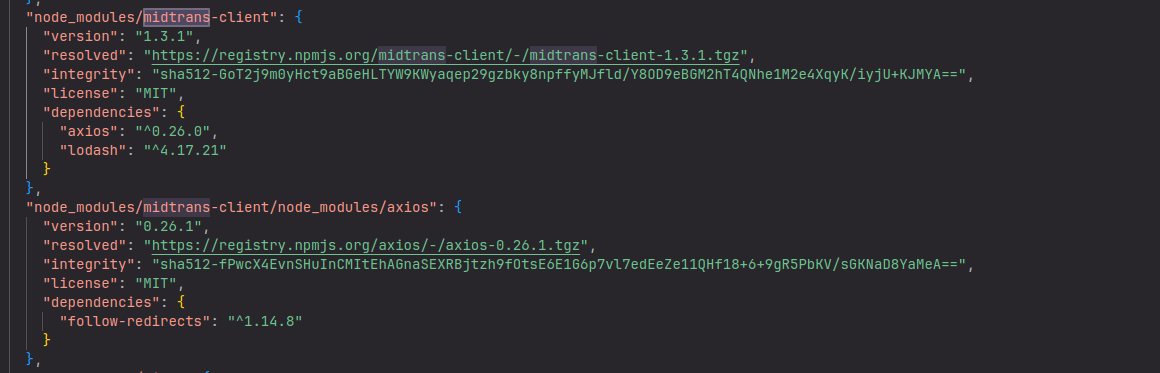 "node_modules/midtrans-client": {
"version": "1.3.1",
"resolved": "https://registry.npmjs.org/midtrans-client/-/midtrans-client-1.3.1.tgz",
"integrity": "sha512-GoT2j9m0yHct9aBGeHLTYW9KWyaqep29gzbky8npffyMJfld/Y8OD9eBGM2hT4QNhe1M2e4XqyK/iyjU+KJMYA==",
"license": "MIT",
"dependencies": {
"axios": "^0.26.0",
"lodash": "^4.17.21"
}
},
"node_modules/midtrans-client/node_modules/axios": {
"version": "0.26.1",
"resolved": "https://registry.npmjs.org/axios/-/axios-0.26.1.tgz",
"integrity": "sha512-fPwcX4EvnSHuInCMItEhAGnaSEXRBjtzh9fOtsE6E1G6p7vl7edEeZe11QHf18+6+9gR5PbKV/sGKNaD8YaMeA==",
"license": "MIT",
"dependencies": {
"follow-redirects": "^1.14.8"
}
},